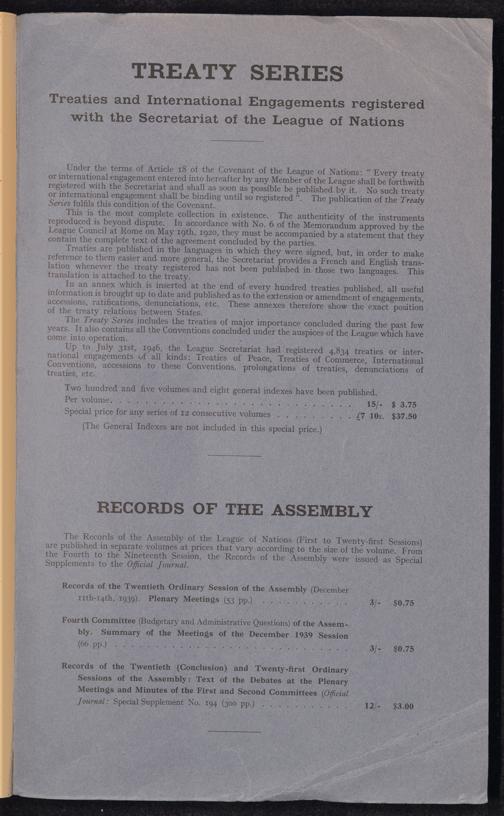 TREATY SERIES
Treaties and International Engagements registered
with the Secretariat of the League of Nations
Under the terms of Article 18 of the Covenant of the League of Nations: “ Every treaty
or international engagement entered into hereafter by any Member of the League shall be forthwith
registered with the Secretariat and shall as soon as possible be published by it. No such treaty
or international engagement shall be binding until so registered ”. The publication of the Treaty
Series fulfils this condition of the Covenant.
This is the most complete collection in existence. The authenticity of the instruments
reproduced is beyond dispute. In accordance with No. 6 of the Memorandum approved by the
League Council at Rome on May 19th, 1920, they must be accompanied by a statement that they
contain the complete text of the agreement concluded by the parties.
Treaties are published in the languages in which they were signed, but, in order to make
reference to them easier and more general, the Secretariat provides a French and English trans-
lation whenever the treaty registered has not been published in those two languages. This
translation is attached to the treaty.
In an annex which is inserted at the end of every hundred treaties published, all useful
information is brought up to date and published as to the extension or amendment of engagements,
accessions, ratifications, denunciations, etc. These annexes therefore show the exact position
of the treaty relations between States.
The Treaty Series includes the treaties of major importance concluded during the past few
years. It also contains all the Conventions concluded under the auspices of the League which have
come into operation.
Up to July 31st, 1946, the League Secretariat had registered 4,834 treaties or inter-
national engagements of all kinds: Treaties of Peace, Treaties of Commerce, International
Conventions, accessions to these Conventions, prolongations of treaties, denunciations of
treaties, etc.
Two hundred and five volumes and eight general indexes have been published.
Per volume. . . . . . . . . . . . . . . . . . . . . . . . . . . . . 15/- $ 3.75
Special price for any series of 12 consecutive volumes . . . . . . . . . £7 10s. $37.50
(The General Indexes are not included in this special price.)
RECORDS OF THE ASSEMBLY
The Records of the Assembly of the League of Nations (First to Twenty-first Sessions)
are published in separate volumes at prices that vary according to the size of the volume. From
the Fourth to the Nineteenth Session, the Records of the Assembly were issued as Special
Supplements to the Official Journal.
Records of the Twentieth Ordinary Session of the Assembly (December
11th-14th, 1939). Plenary Meetings (53 pp.) . . . . . . . . . . . 3/- $0.75
Fourth Committee (Budgetary and Administrative Questions) of the Assem-
bly. Summary of the Meetings of the December 1939 Session
(66 pp.) . . . . . . . . . . . . . . . . . . . . . . . . . . . 3/- $0.75
Records of the Twentieth (Conclusion) and Twenty-first Ordinary
Sessions of the Assembly: Text of the Debates at the Plenary
Meetings and Minutes of the First and Second Committees (Official
Journal: Special Supplement No. 194 (300 pp.) . . . . . . . . . . . 12/- $3.00